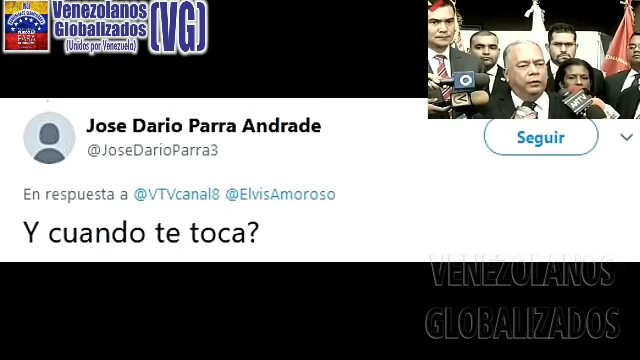 Venezolanos
Globalizados
(Unidos por Venezuela)
(VG)
ANTV
Jose Dario Parra Andrade
@JoseDarioParra3
Seguir
En respuesta a @VTVcanal8 @ElvisAmoroso
Y cuando te toca?
VENEZOLANOS
GLOBALIZADOS